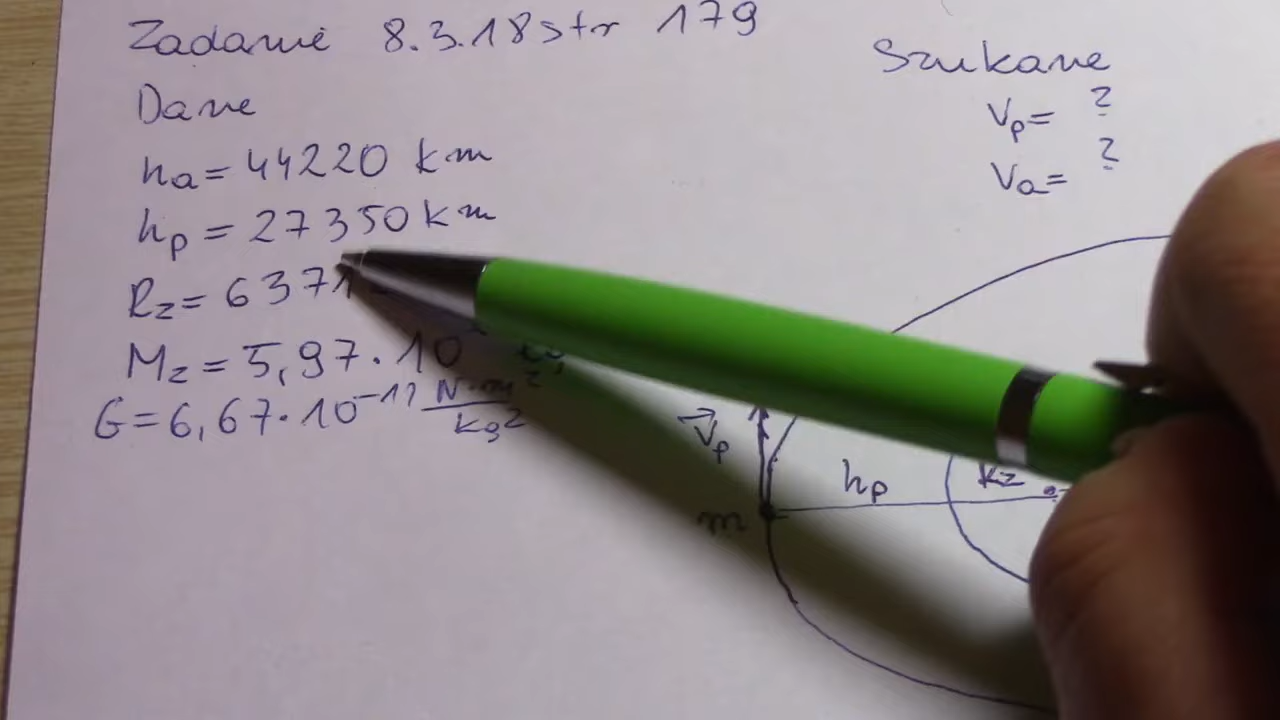 Zadanie 8.3.18 str 179
Szukane
Dane
Vp= ?
Va= ?
ha = 44220 km
hp = 27350 km
Rz = 6371
Mz = 5,97·10
G = 6,67·10⁻¹¹ N·m²/kg²
Vp
hp
Rz
m